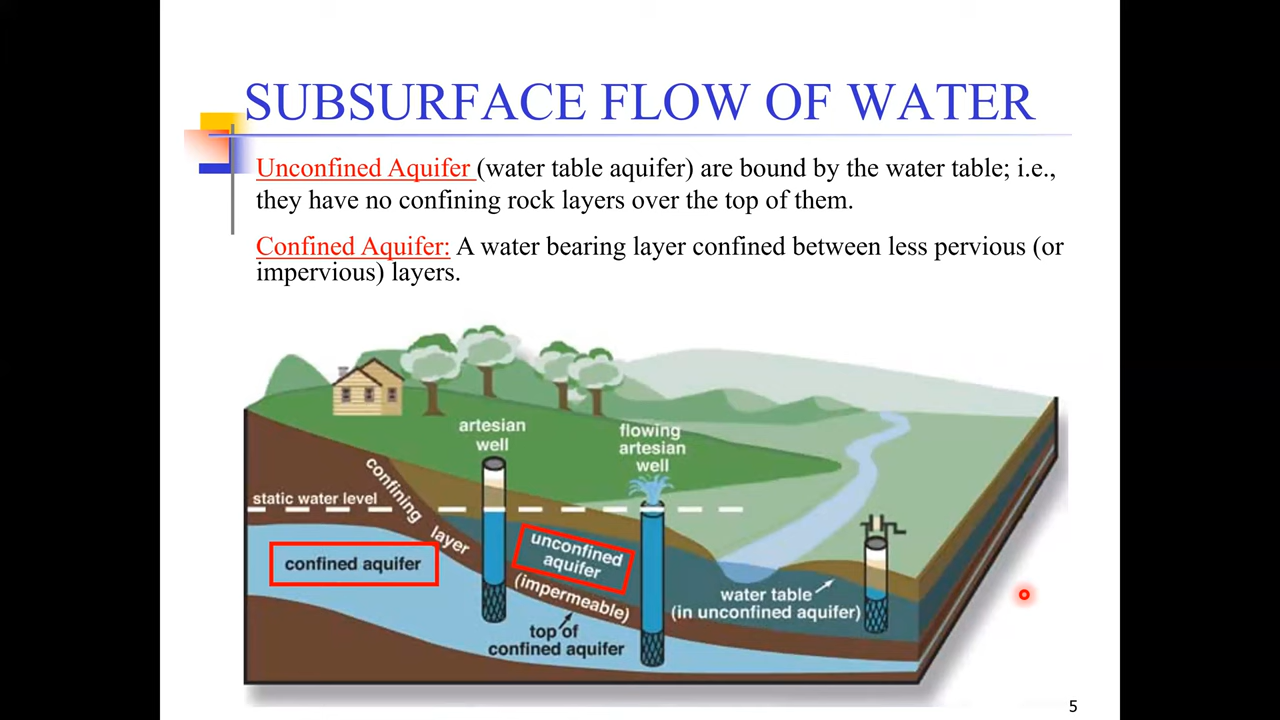 SUBSURFACE FLOW OF WATER
Unconfined Aquifer (water table aquifer) are bound by the water table; i.e.,
they have no confining rock layers over the top of them.
Confined Aquifer: A water bearing layer confined between less pervious (or
impervious) layers.
artesian
well
flowing
artesian
well
static water level
confining
layer
(impermeable)
confined aquifer
unconfined
aquifer
top of
confined aquifer
water table
(in unconfined aquifer)
5